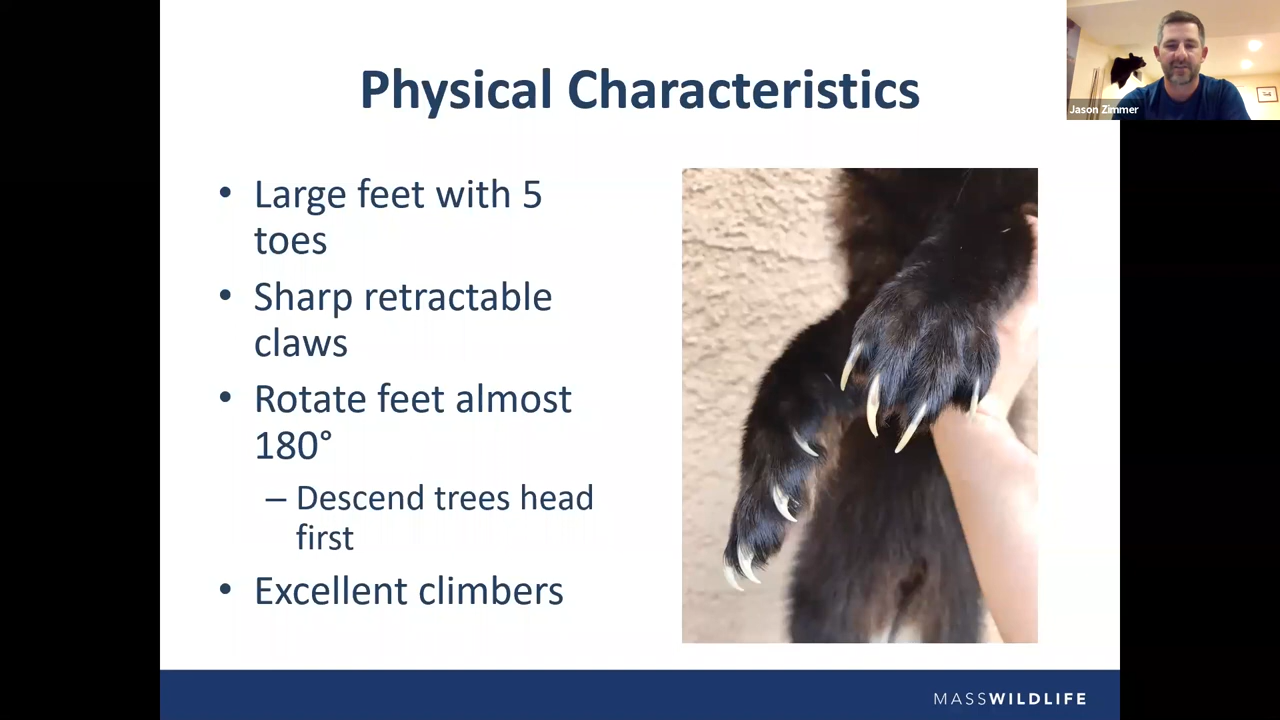 Physical Characteristics
Jason Zimmer
• Large feet with 5
toes
• Sharp retractable
claws
• Rotate feet almost
180°
– Descend trees head
first
• Excellent climbers
MASSWILDLIFE